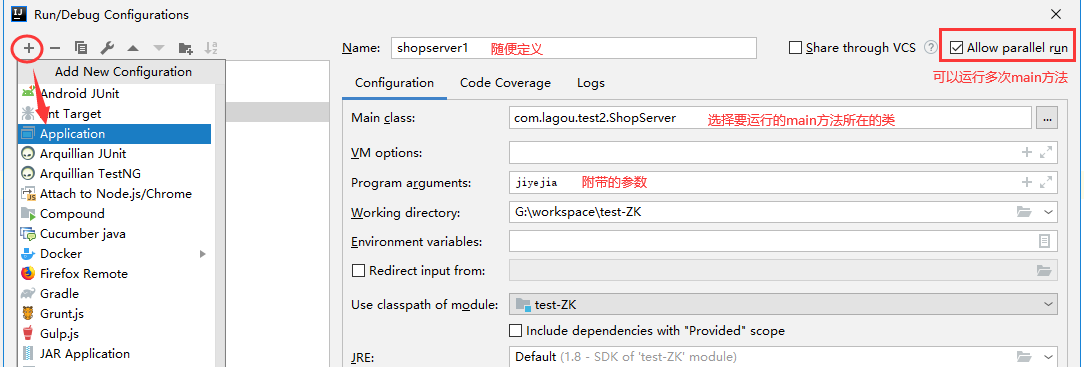 Run/Debug Configurations
Name: shopserver1 随便定义
Share through VCS
Allow parallel run
可以运行多次main方法
Add New Configuration
Android JUnit
Ant Target
Application
Arquillian JUnit
Arquillian TestNG
Attach to Node.js/Chrome
Compound
Cucumber java
Docker
Firefox Remote
Gradle
Grunt.js
Gulp.js
JAR Application
Configuration Code Coverage Logs
Main class: com.lagou.test2.ShopServer 选择要运行的main方法所在的类 ...
VM options:
Program arguments: jiyejia 附带的参数
Working directory: G:\workspace\test-ZK
Environment variables:
Redirect input from:
Use classpath of module: test-ZK
Include dependencies with "Provided" scope
JRE: Default (1.8 - SDK of 'test-ZK' module)